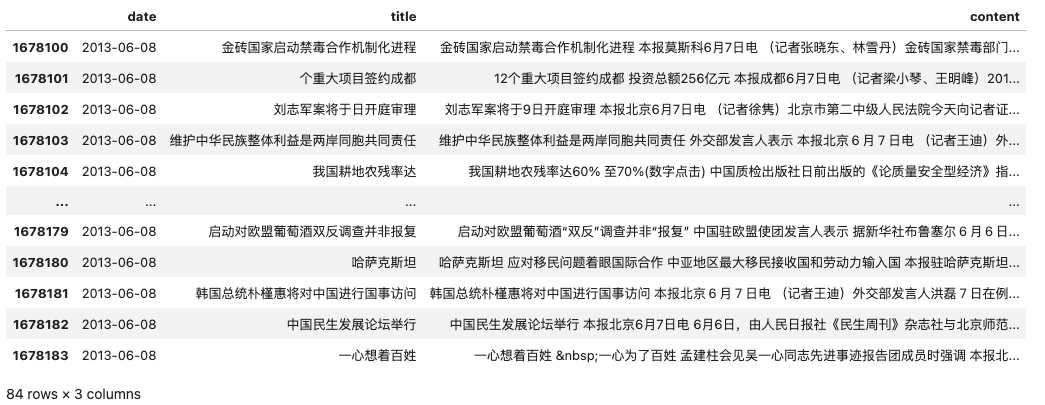 date title content
1678100 2013-06-08 金砖国家启动禁毒合作机制化进程 金砖国家启动禁毒合作机制化进程 本报莫斯科6月7日电 （记者张晓东、林雪丹）金砖国家禁毒部门...
1678101 2013-06-08 个重大项目签约成都 12个重大项目签约成都 投资总额256亿元 本报成都6月7日电 （记者梁小琴、王明峰）201...
1678102 2013-06-08 刘志军案将于日开庭审理 刘志军案将于9日开庭审理 本报北京6月7日电 （记者徐隽）北京市第二中级人民法院今天向记者证...
1678103 2013-06-08 维护中华民族整体利益是两岸同胞共同责任 维护中华民族整体利益是两岸同胞共同责任 外交部发言人表示 本报北京６月７日电 （记者王迪）外...
1678104 2013-06-08 我国耕地农残率达 我国耕地农残率达60% 至70%(数字点击) 中国质检出版社日前出版的《论质量安全型经济》指...
... ... ... ...
1678179 2013-06-08 启动对欧盟葡萄酒双反调查并非报复 启动对欧盟葡萄酒“双反”调查并非“报复” 中国驻欧盟使团发言人表示 据新华社布鲁塞尔６月６日...
1678180 2013-06-08 哈萨克斯坦 哈萨克斯坦 应对移民问题着眼国际合作 中亚地区最大移民接收国和劳动力输入国 本报驻哈萨克斯坦...
1678181 2013-06-08 韩国总统朴槿惠将对中国进行国事访问 韩国总统朴槿惠将对中国进行国事访问 本报北京６月７日电 （记者王迪）外交部发言人洪磊７日在例...
1678182 2013-06-08 中国民生发展论坛举行 中国民生发展论坛举行 本报北京6月7日电 6月6日，由人民日报社《民生周刊》杂志社与北京师范...
1678183 2013-06-08 一心想着百姓 一心想着百姓 &nbsp;一心为了百姓 孟建柱会见吴一心同志先进事迹报告团成员时强调 本报北...
84 rows × 3 columns